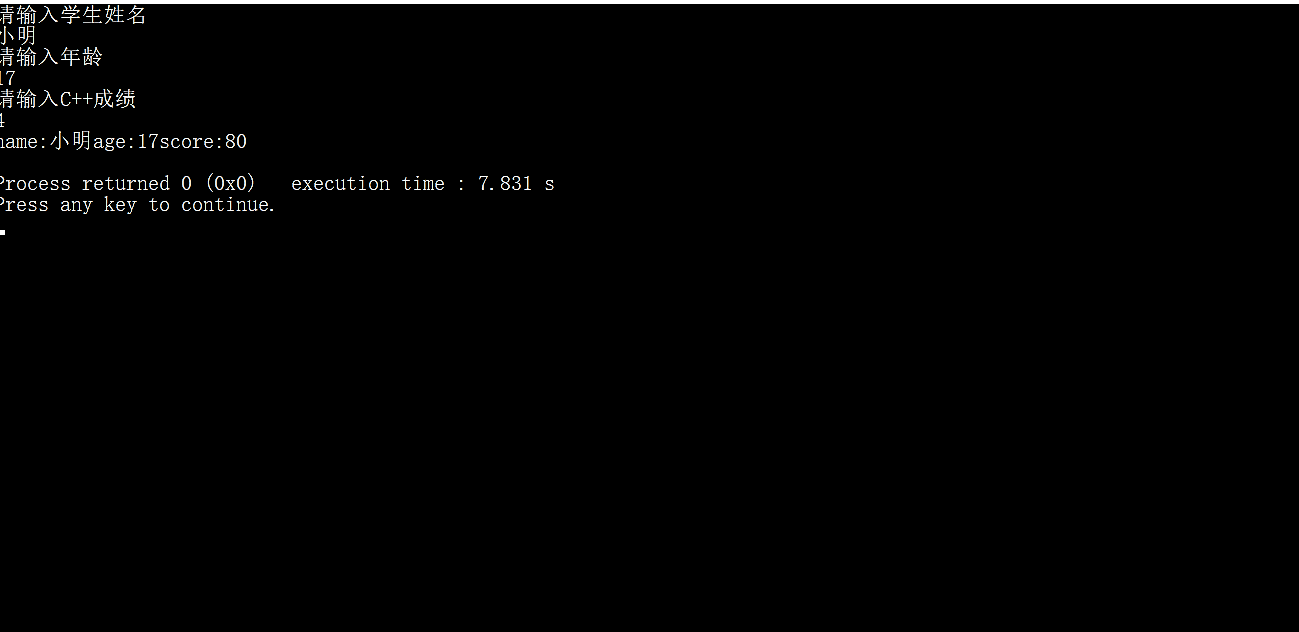 请输入学生姓名
小明
请输入年龄
17
请输入C++成绩
4
name:小明age:17score:80
Process returned 0 (0x0)   execution time : 7.831 s
Press any key to continue.